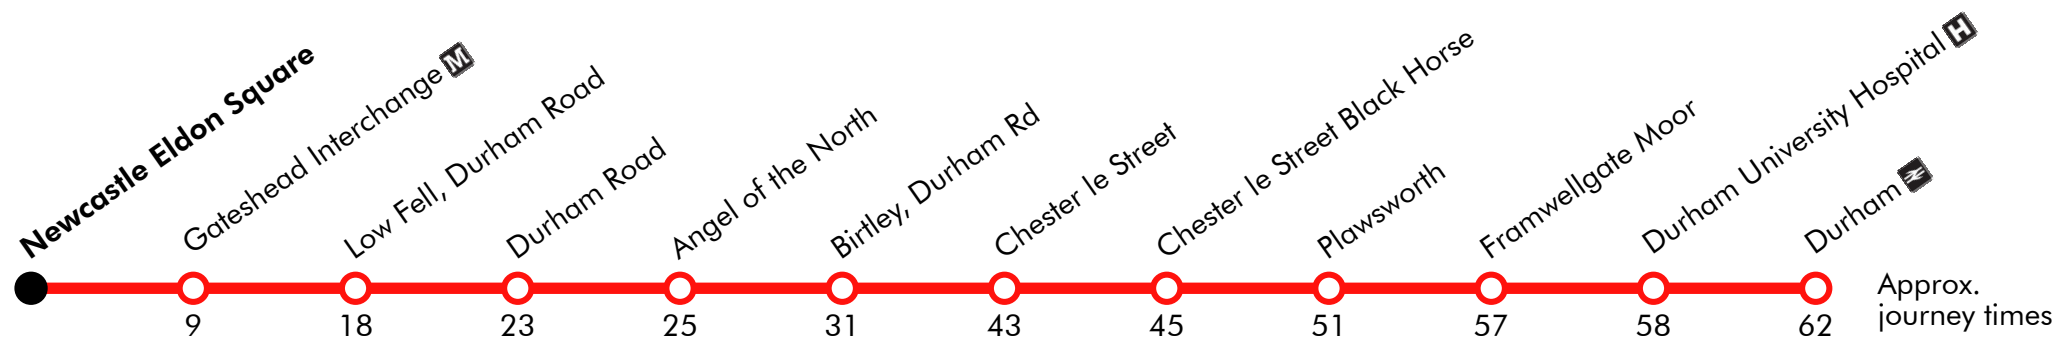 Newcastle Eldon Square
Gateshead Interchange M
Low Fell, Durham Road
Durham Road
Angel of the North
Birtley, Durham Rd
Chester le Street
Chester le Street Black Horse
Plawsworth
Framwellgate Moor
Durham University Hospital H
Durham
9 18 23 25 31 43 45 51 57 58 62
Approx.
journey times